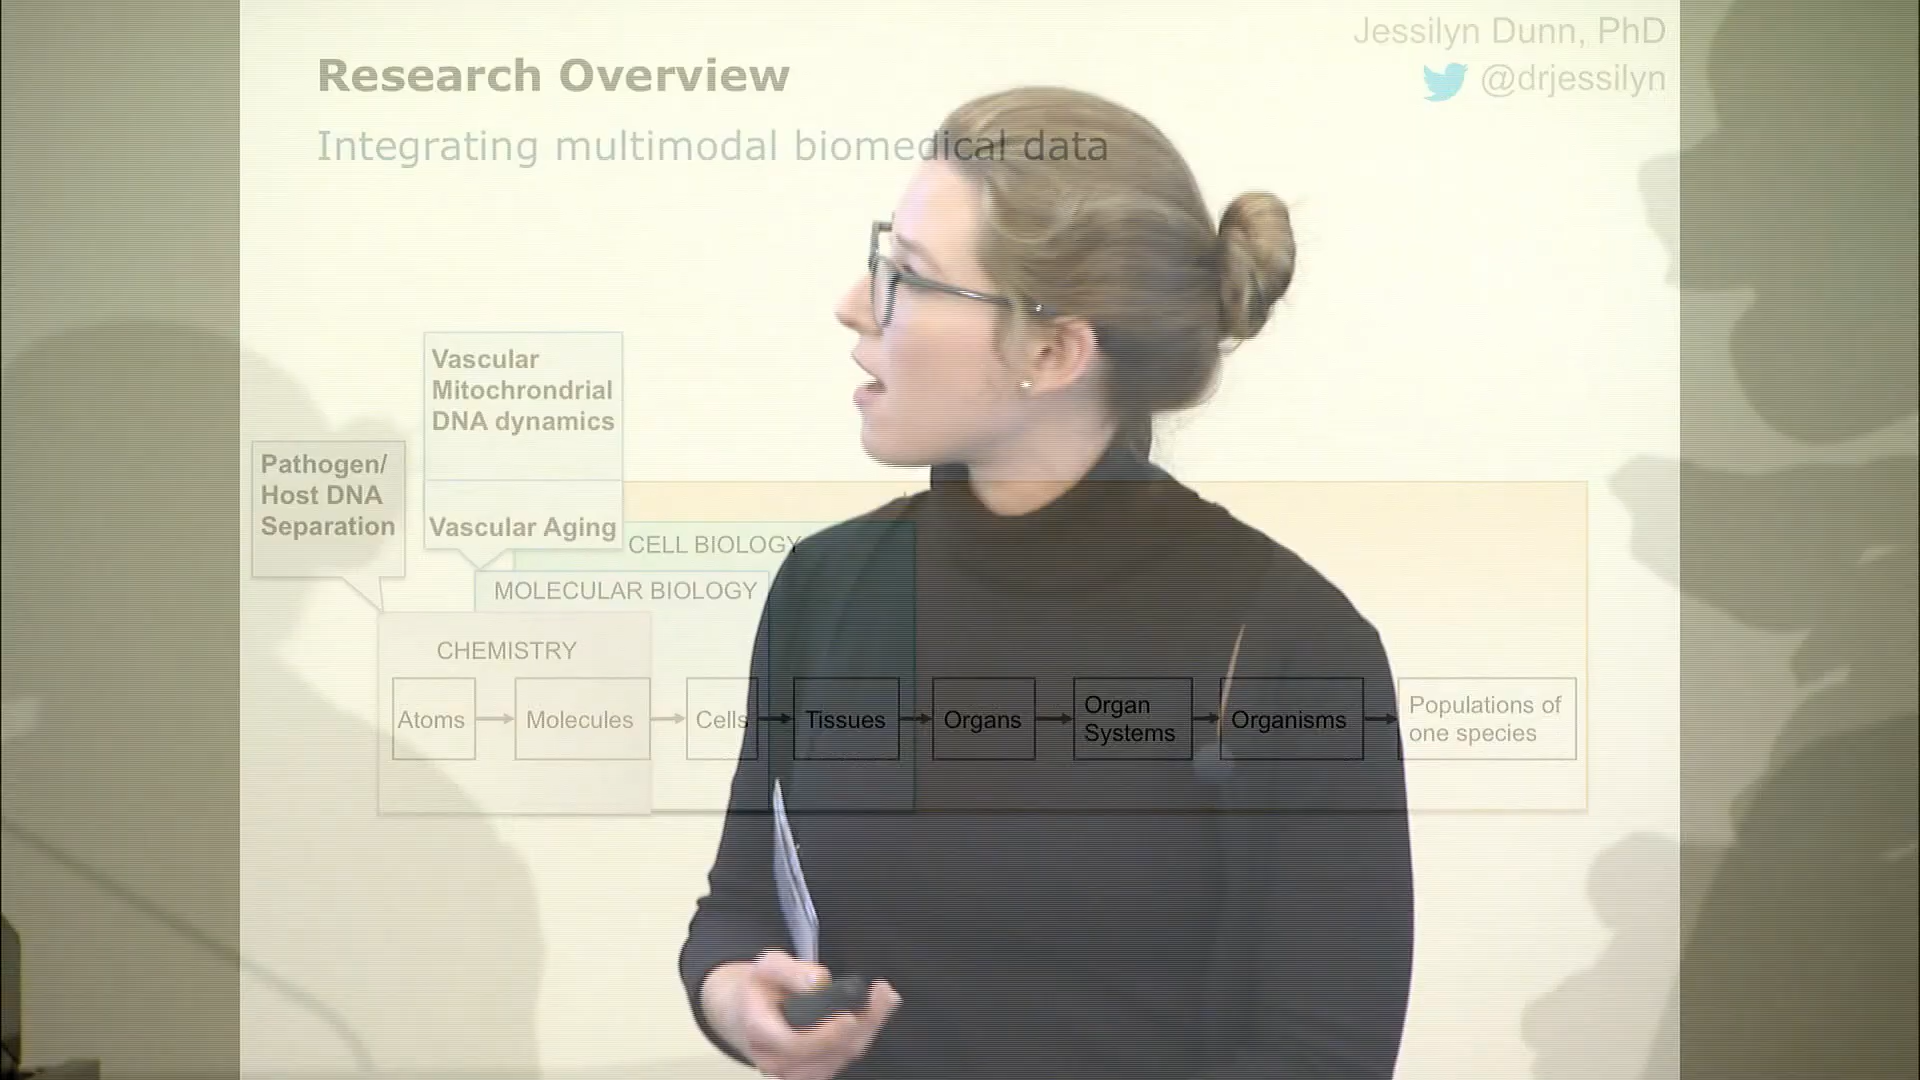 Jessilyn Dunn, PhD
@drjessilyn
Research Overview
Integrating multimodal biomedical data
Vascular
Mitochrondrial
DNA dynamics
Pathogen/
Host DNA
Separation
Vascular Aging
CELL BIOLOGY
MOLECULAR BIOLOGY
CHEMISTRY
Atoms
Molecules
Cells
Tissues
Organs
Organ
Systems
Organisms
Populations of
one species